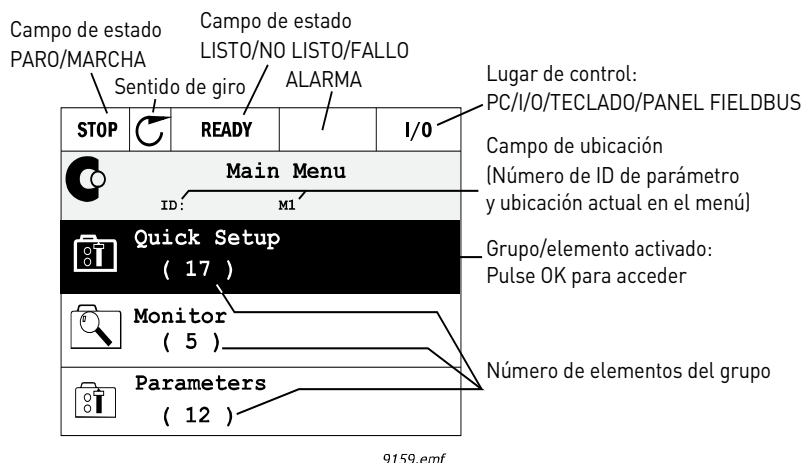 Campo de estado
PARO/MARCHA
Sentido de giro
Campo de estado
LISTO/NO LISTO/FALLO
ALARMA
Lugar de control:
PC/I/O/TECLADO/PANEL FIELDBUS
STOP
READY
I/O
Main Menu
ID:
M1
Campo de ubicación
(Número de ID de parámetro
y ubicación actual en el menú)
Quick Setup
( 17 )
Grupo/elemento activado:
Pulse OK para acceder
Monitor
( 5 )
Número de elementos del grupo
Parameters
( 12 )
9159.emf